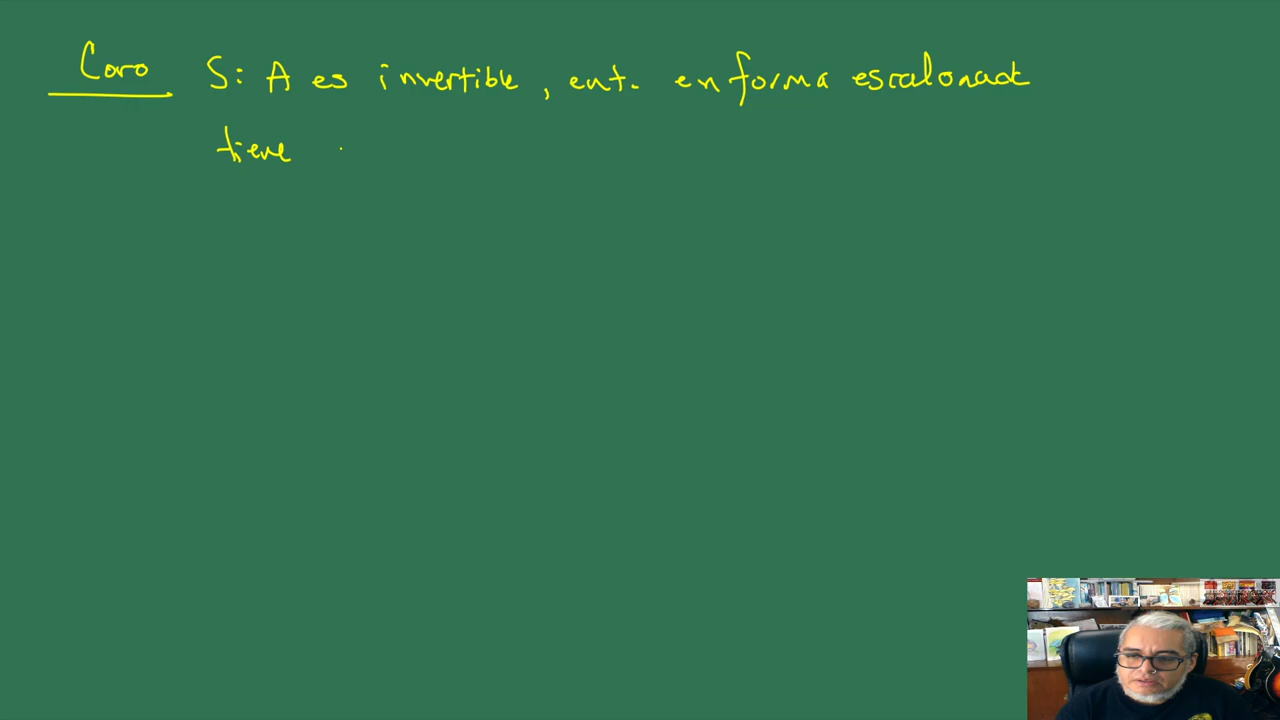 Coro Si A es invertible, ent. en forma escalonada
tiene